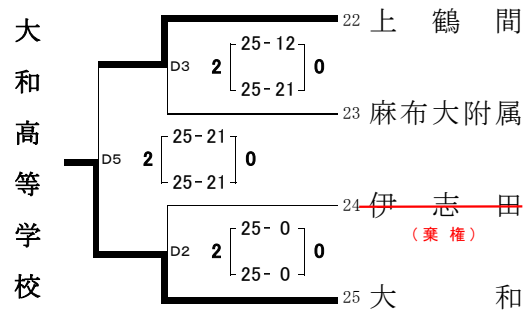 大和高等学校
22 上鶴間
D3 2 25-12 0
25-21
23 麻布大附属
D5 2 25-21 0
25-21
24 伊志田
(棄権)
D2 2 25-0 0
25-0
25 大和